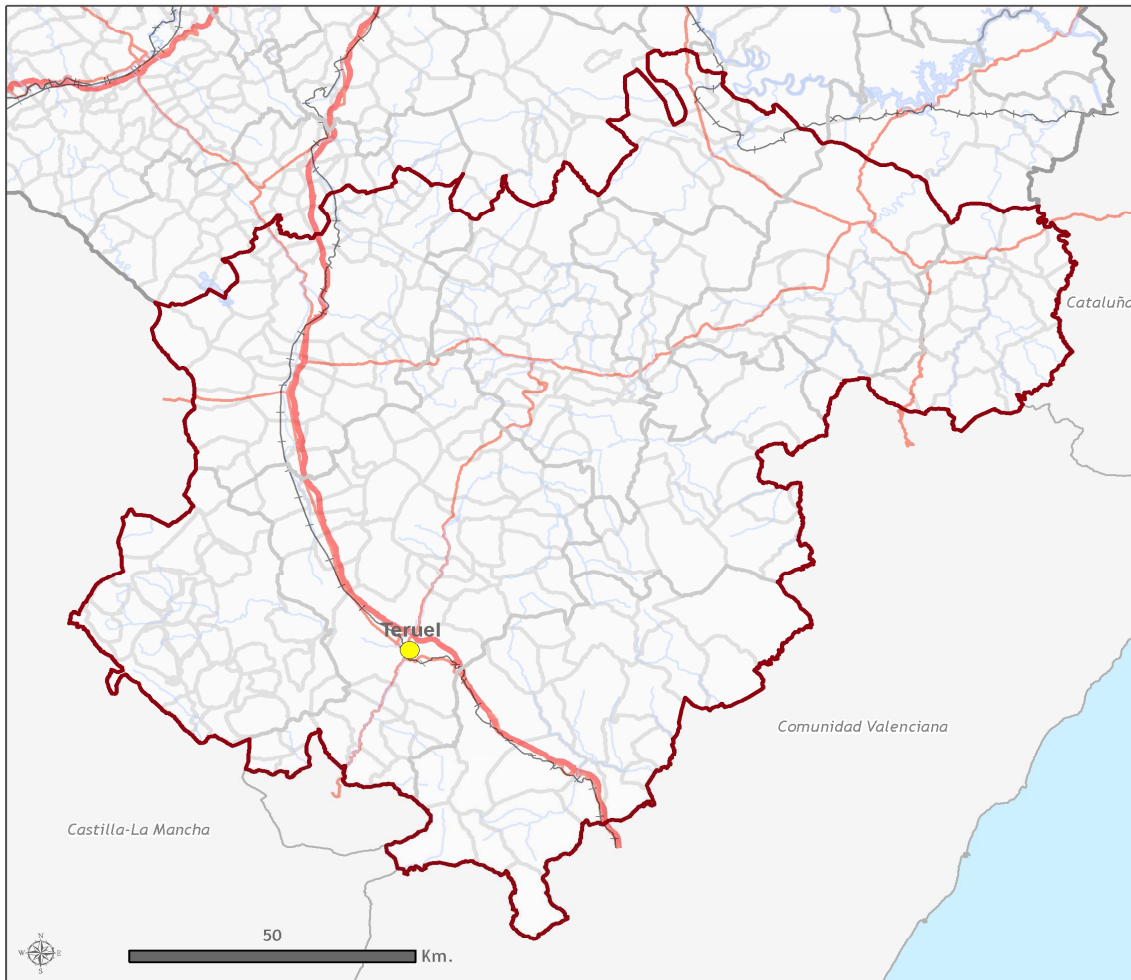 Cataluña
Teruel
Comunidad Valenciana
Castilla-La Mancha
50
Km.
N
W
E
S